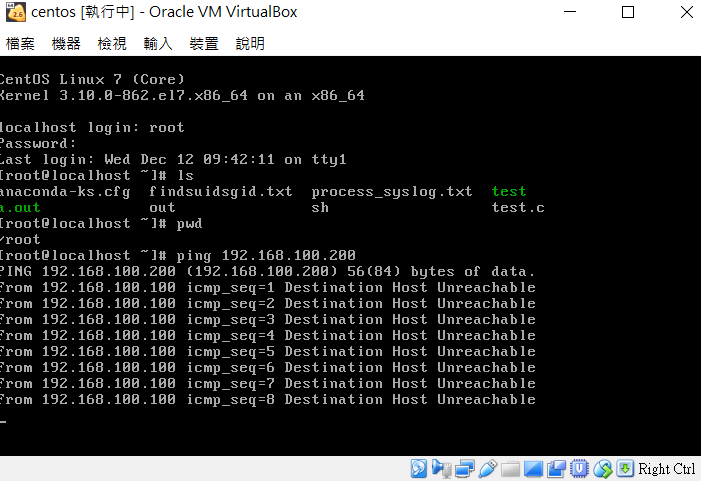 centos [執行中] - Oracle VM VirtualBox
檔案 機器 檢視 輸入 裝置 說明
CentOS Linux 7 (Core)
Kernel 3.10.0-862.el7.x86_64 on an x86_64
localhost login: root
Password:
Last login: Wed Dec 12 09:42:11 on tty1
[root@localhost ~]# ls
anaconda-ks.cfg findsuidsgid.txt process_syslog.txt test
a.out out sh test.c
[root@localhost ~]# pwd
/root
[root@localhost ~]# ping 192.168.100.200
PING 192.168.100.200 (192.168.100.200) 56(84) bytes of data.
From 192.168.100.100 icmp_seq=1 Destination Host Unreachable
From 192.168.100.100 icmp_seq=2 Destination Host Unreachable
From 192.168.100.100 icmp_seq=3 Destination Host Unreachable
From 192.168.100.100 icmp_seq=4 Destination Host Unreachable
From 192.168.100.100 icmp_seq=5 Destination Host Unreachable
From 192.168.100.100 icmp_seq=6 Destination Host Unreachable
From 192.168.100.100 icmp_seq=7 Destination Host Unreachable
From 192.168.100.100 icmp_seq=8 Destination Host Unreachable
Right Ctrl